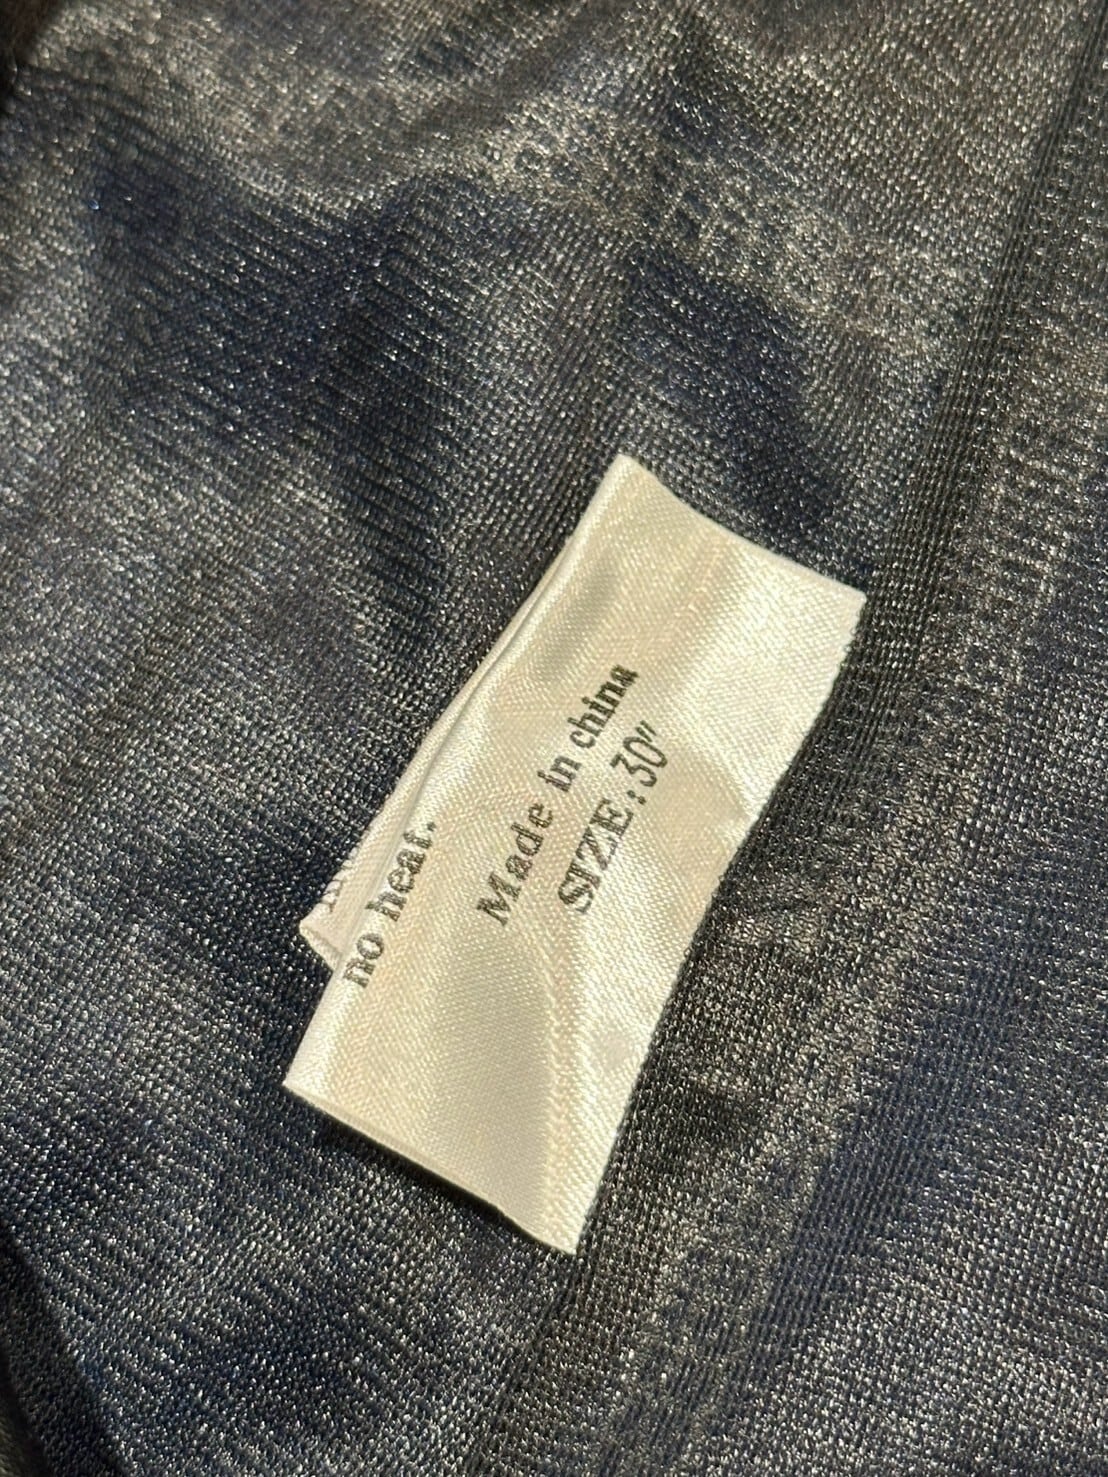 no heat.
Made in china
SIZE:30"